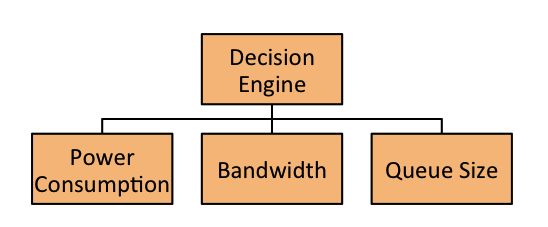 Decision
Engine
Power
Consumption
Bandwidth
Queue Size